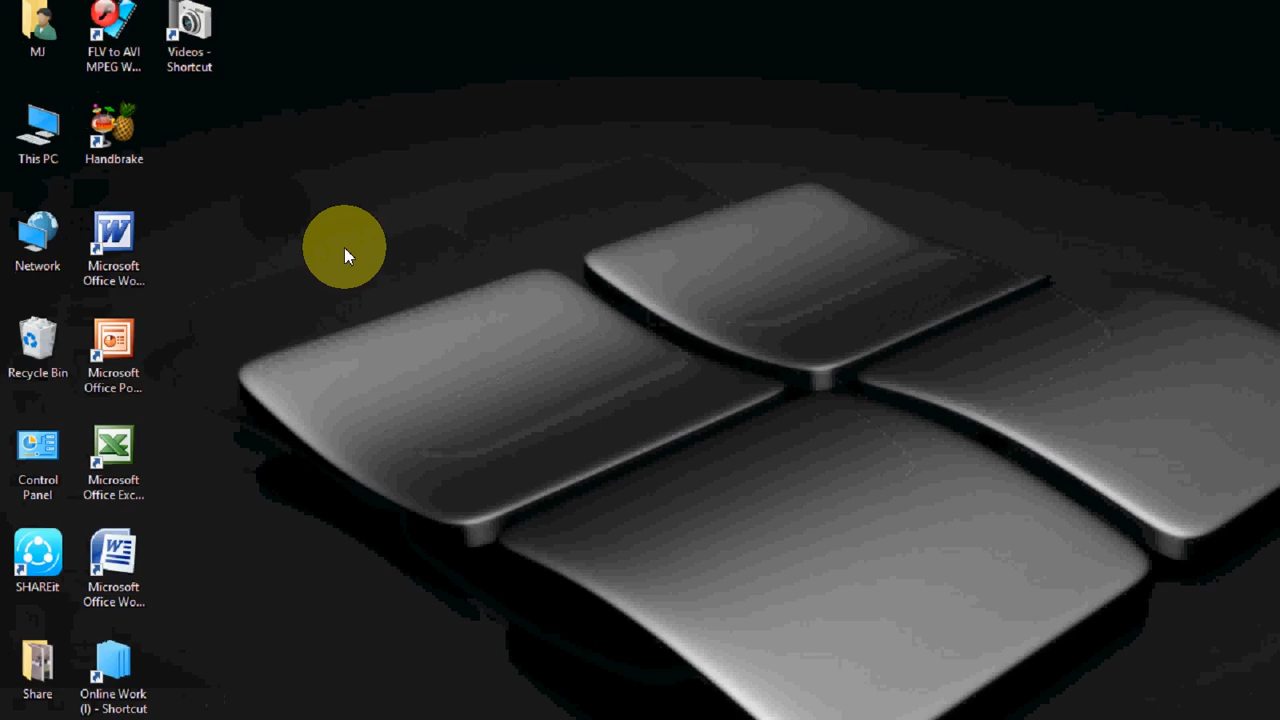 MJ
FLV to AVI
MPEG W...
Videos -
Shortcut
This PC
Handbrake
Network
Microsoft
Office Wo...
Recycle Bin
Microsoft
Office Po...
Control
Panel
Microsoft
Office Exc...
SHAREit
Microsoft
Office Wo...
Share
Online Work
(I) - Shortcut